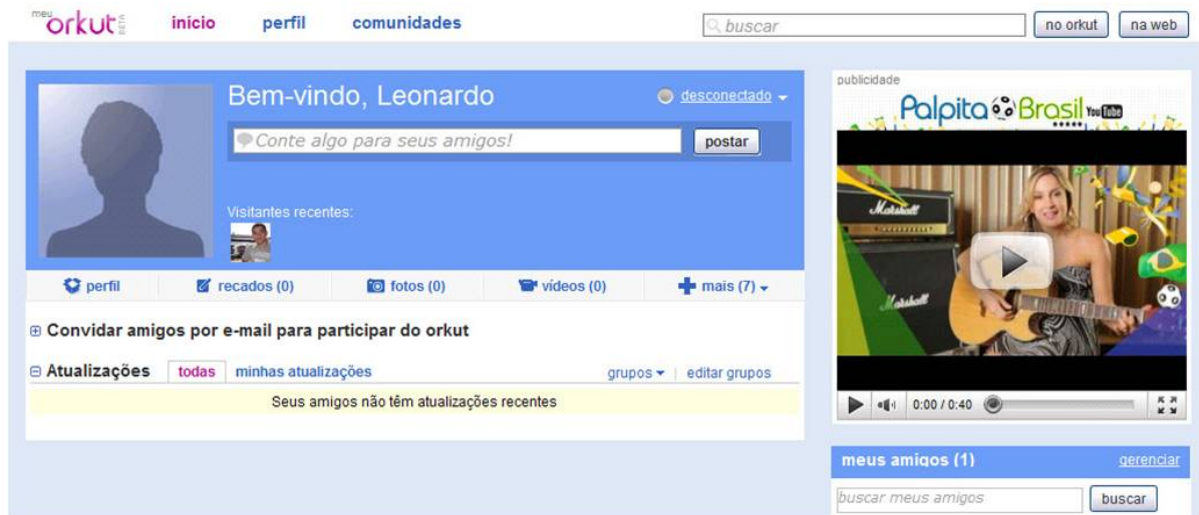 meu
orkut BETA
inicio perfil comunidades
buscar
no orkut na web
Bem-vindo, Leonardo
desconectado
Conte algo para seus amigos!
postar
Visitantes recentes:
perfil recados (0) fotos (0) vídeos (0) mais (7)
Convidar amigos por e-mail para participar do orkut
Atualizações todas minhas atualizações grupos editar grupos
Seus amigos não têm atualizações recentes
publicidade
Palpita Brasil YouTube
Marshall
Marshall
0:00 / 0:40
meus amigos (1) gerenciar
buscar meus amigos buscar